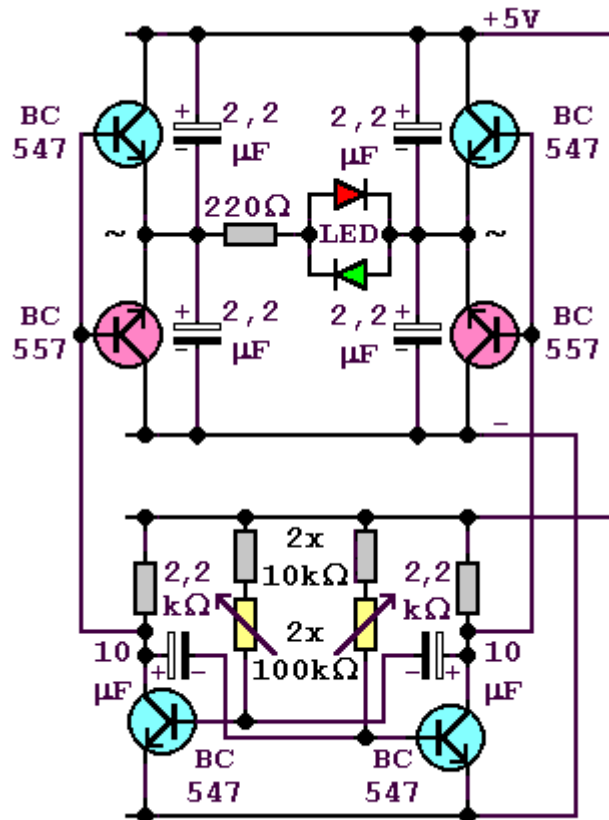 +5V
BC
547
+
2,2
µF
-
2,2
µF
+
-
BC
547
220Ω
LED
~
~
BC
557
+
2,2
µF
-
2,2
µF
+
-
BC
557
-
2x
10kΩ
2,2
kΩ
2,2
kΩ
2x
100kΩ
10
µF
+
-
-
+
10
µF
BC
547
BC
547